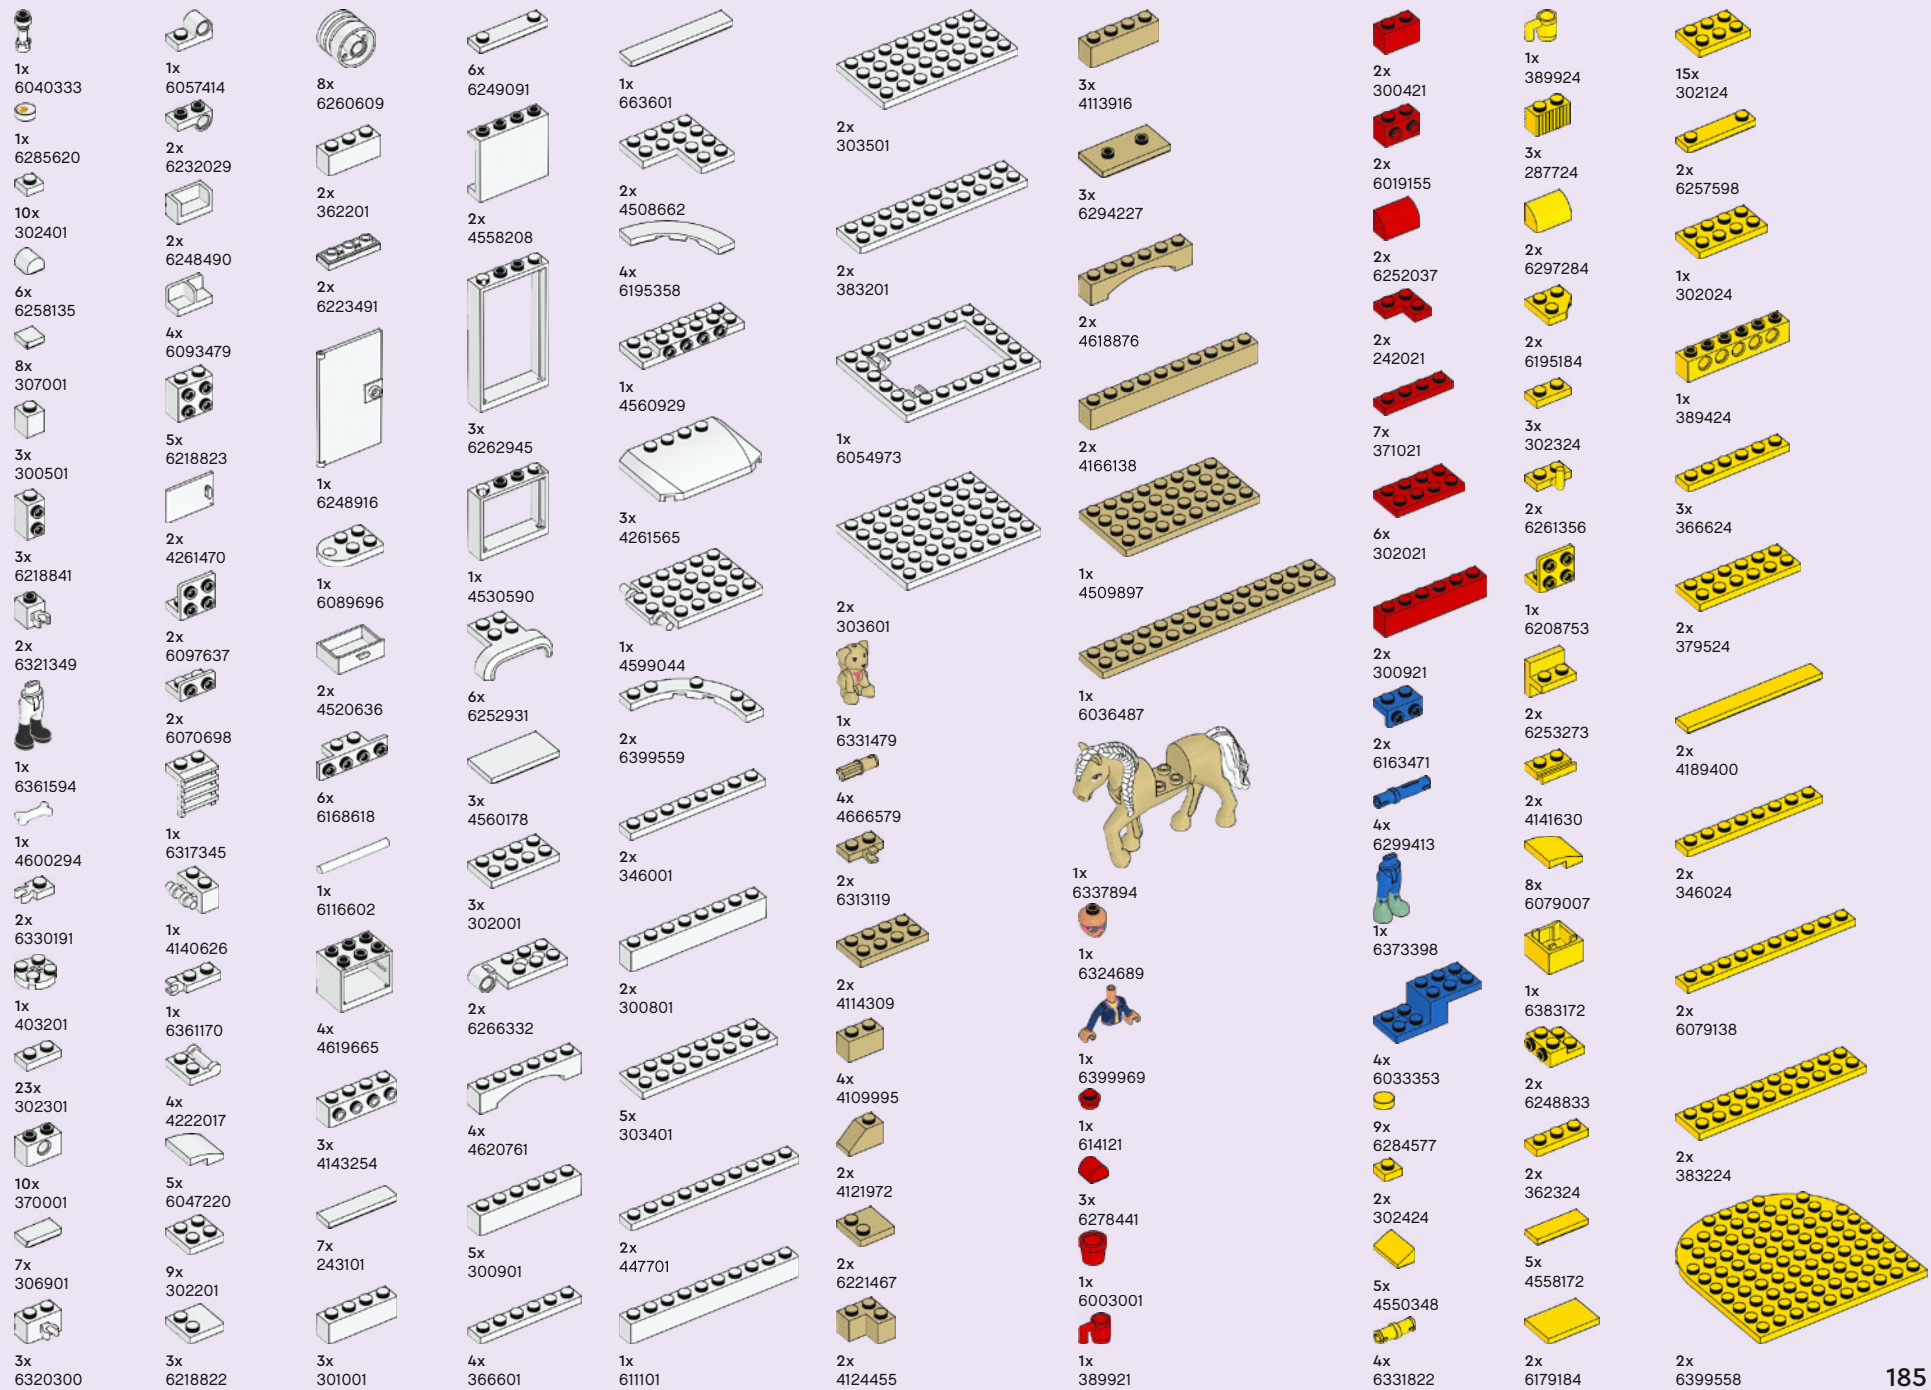 1x
6040333
1x
6285620
10x
302401
6x
6258135
8x
307001
3x
300501
3x
6218841
2x
6321349
1x
6361594
1x
4600294
2x
6330191
1x
403201
23x
302301
10x
370001
7x
306901
3x
6320300
1x
6057414
2x
6232029
2x
6248490
4x
6093479
5x
6218823
2x
4261470
2x
6097637
2x
6070698
1x
6317345
1x
4140626
1x
6361170
4x
4222017
5x
6047220
9x
302201
3x
6218822
8x
6260609
2x
362201
2x
6223491
1x
6248916
1x
6089696
2x
4520636
6x
6168618
1x
6116602
4x
4619665
3x
4143254
7x
243101
3x
301001
6x
6249091
2x
4558208
3x
6262945
1x
4530590
6x
6252931
3x
4560178
3x
302001
2x
6266332
4x
4620761
5x
300901
4x
366601
1x
663601
2x
4508662
4x
6195358
1x
4560929
3x
4261565
1x
4599044
2x
6399559
2x
346001
2x
300801
5x
303401
2x
447701
1x
611101
2x
303501
2x
383201
1x
6054973
2x
303601
1x
6331479
4x
4666579
2x
6313119
2x
4114309
4x
4109995
2x
4121972
2x
6221467
2x
4124455
3x
4113916
3x
6294227
2x
4618876
2x
4166138
1x
4509897
1x
6036487
1x
6337894
1x
6324689
1x
6399969
1x
614121
3x
6278441
1x
6003001
1x
389921
2x
300421
2x
6019155
2x
6252037
2x
242021
7x
371021
6x
302021
2x
300921
2x
6163471
4x
6299413
1x
6373398
4x
6033353
9x
6284577
2x
302424
5x
4550348
4x
6331822
1x
389924
3x
287724
2x
6297284
2x
6195184
3x
302324
2x
6261356
1x
6208753
2x
6253273
2x
4141630
8x
6079007
1x
6383172
2x
6248833
2x
362324
5x
4558172
2x
6179184
15x
302124
2x
6257598
1x
302024
1x
389424
3x
366624
2x
379524
2x
4189400
2x
346024
2x
6079138
2x
383224
2x
6399558
185